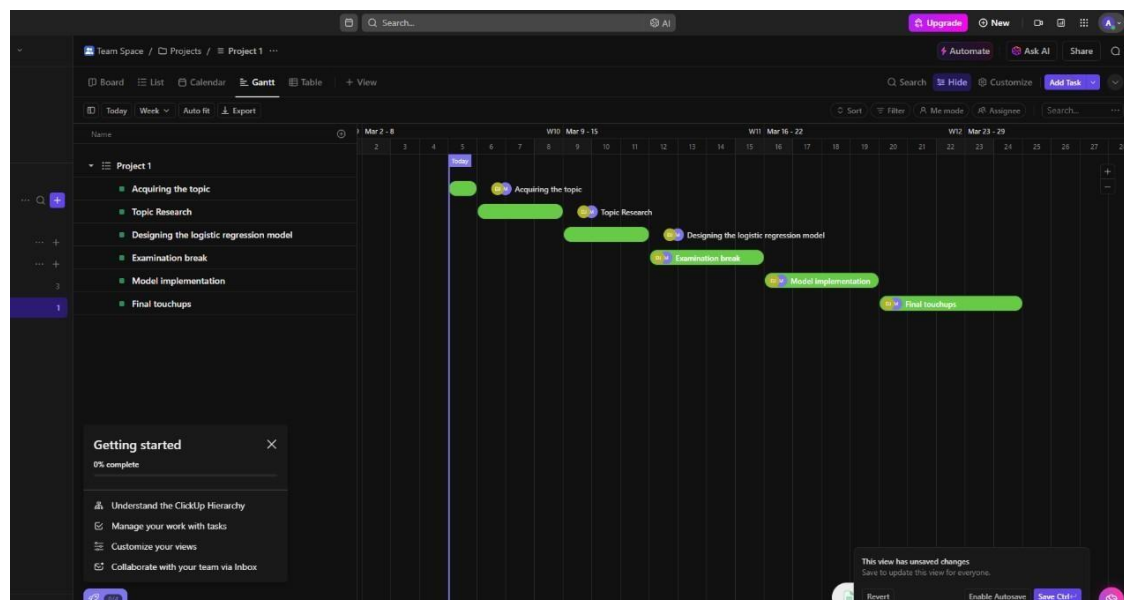 Search... AI Upgrade New A
Team Space / Projects / Project 1 ... Automate Ask AI Share
Board List Calendar Gantt Table + View Search Hide Customize Add Task
Today Week Auto fit Export Sort Filter Me mode Assignee Search... ...
Name Mar 2 - 8 W10 Mar 9 - 15 W11 Mar 16 - 22 W12 Mar 23 - 29
2 3 4 5 6 7 8 9 10 11 12 13 14 15 16 17 18 19 20 21 22 23 24 25 26 27
Today
Project 1
Acquiring the topic M Acquiring the topic
Topic Research M Topic Research
Designing the logistic regression model M Designing the logistic regression model
Examination break M Examination break
Model implementation M Model implementation
3
Final touchups M Final touchups
1
Getting started
0% complete
Understand the ClickUp Hierarchy
Manage your work with tasks
Customize your views
Collaborate with your team via Inbox
This view has unsaved changes
Save to update this view for everyone.
Revert Enable Autosave Save Ctrl